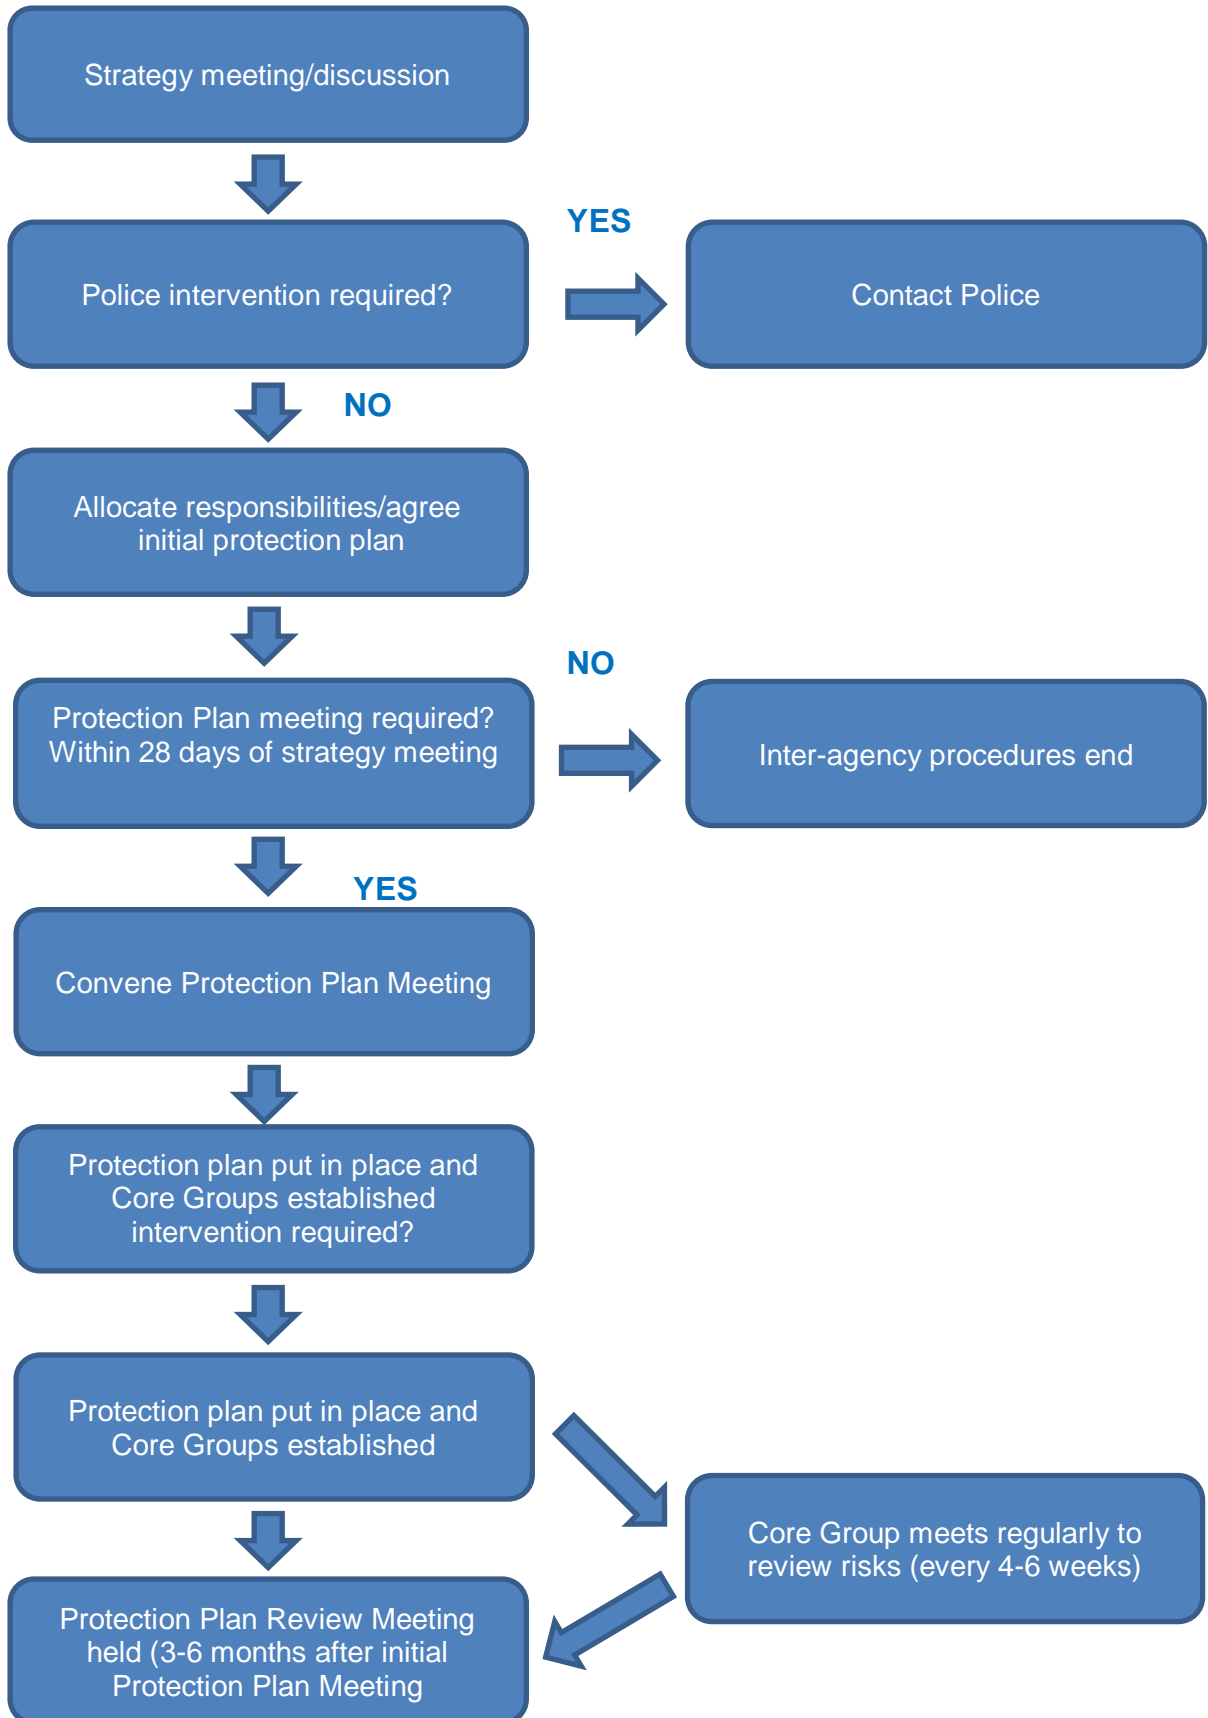 Strategy meeting/discussion
YES
Police intervention required?
Contact Police
NO
Allocate responsibilities/agree
initial protection plan
NO
Protection Plan meeting required?
Within 28 days of strategy meeting
Inter-agency procedures end
YES
Convene Protection Plan Meeting
Protection plan put in place and
Core Groups established
intervention required?
Protection plan put in place and
Core Groups established
Core Group meets regularly to
review risks (every 4-6 weeks)
Protection Plan Review Meeting
held (3-6 months after initial
Protection Plan Meeting